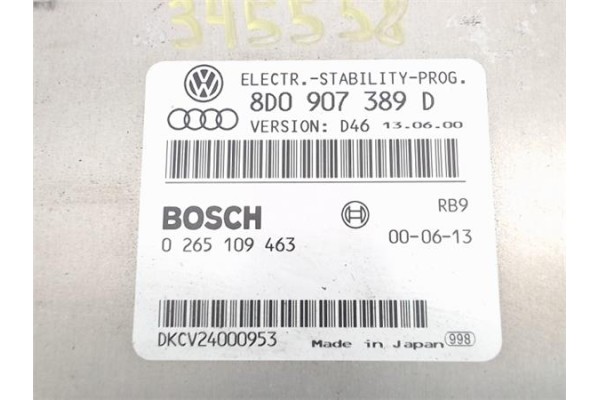 345558
ELECTR.-STABILITY-PROG.
8D0 907 389 D
VERSION: D46 13.06.00
BOSCH
RB9
0 265 109 463
00-06-13
DKCV24000953
Made in Japan 998